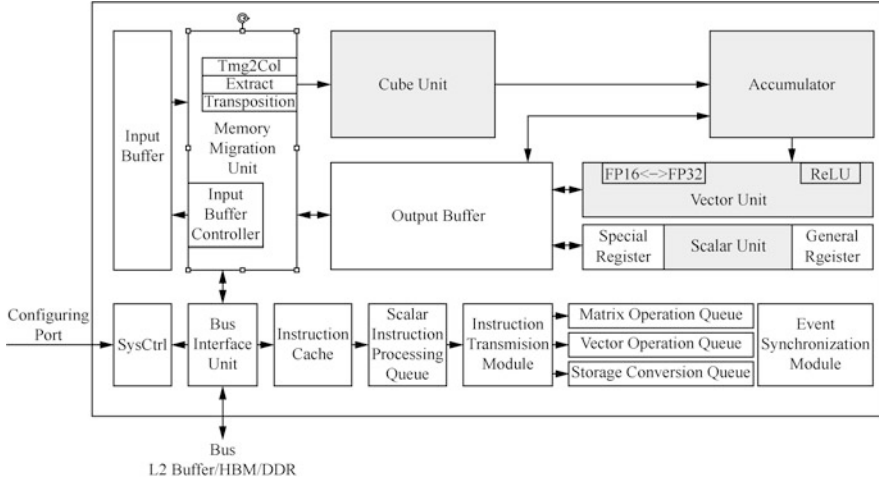 Tmg2Col
Extract
Transposition
Cube Unit
Accumulator
Input
Buffer
Memory
Migration
Unit
Input
Buffer
Controller
Output Buffer
FP16<->FP32
ReLU
Vector Unit
Special
Register
Scalar Unit
General
Rgeister
Configuring
Port
SysCtrl
Bus
Interface
Unit
Instruction
Cache
Scalar
Instruction
Processing
Queue
Instruction
Transmision
Module
Matrix Operation Queue
Vector Operation Queue
Storage Conversion Queue
Event
Synchronization
Module
Bus
L2 Buffer/HBM/DDR